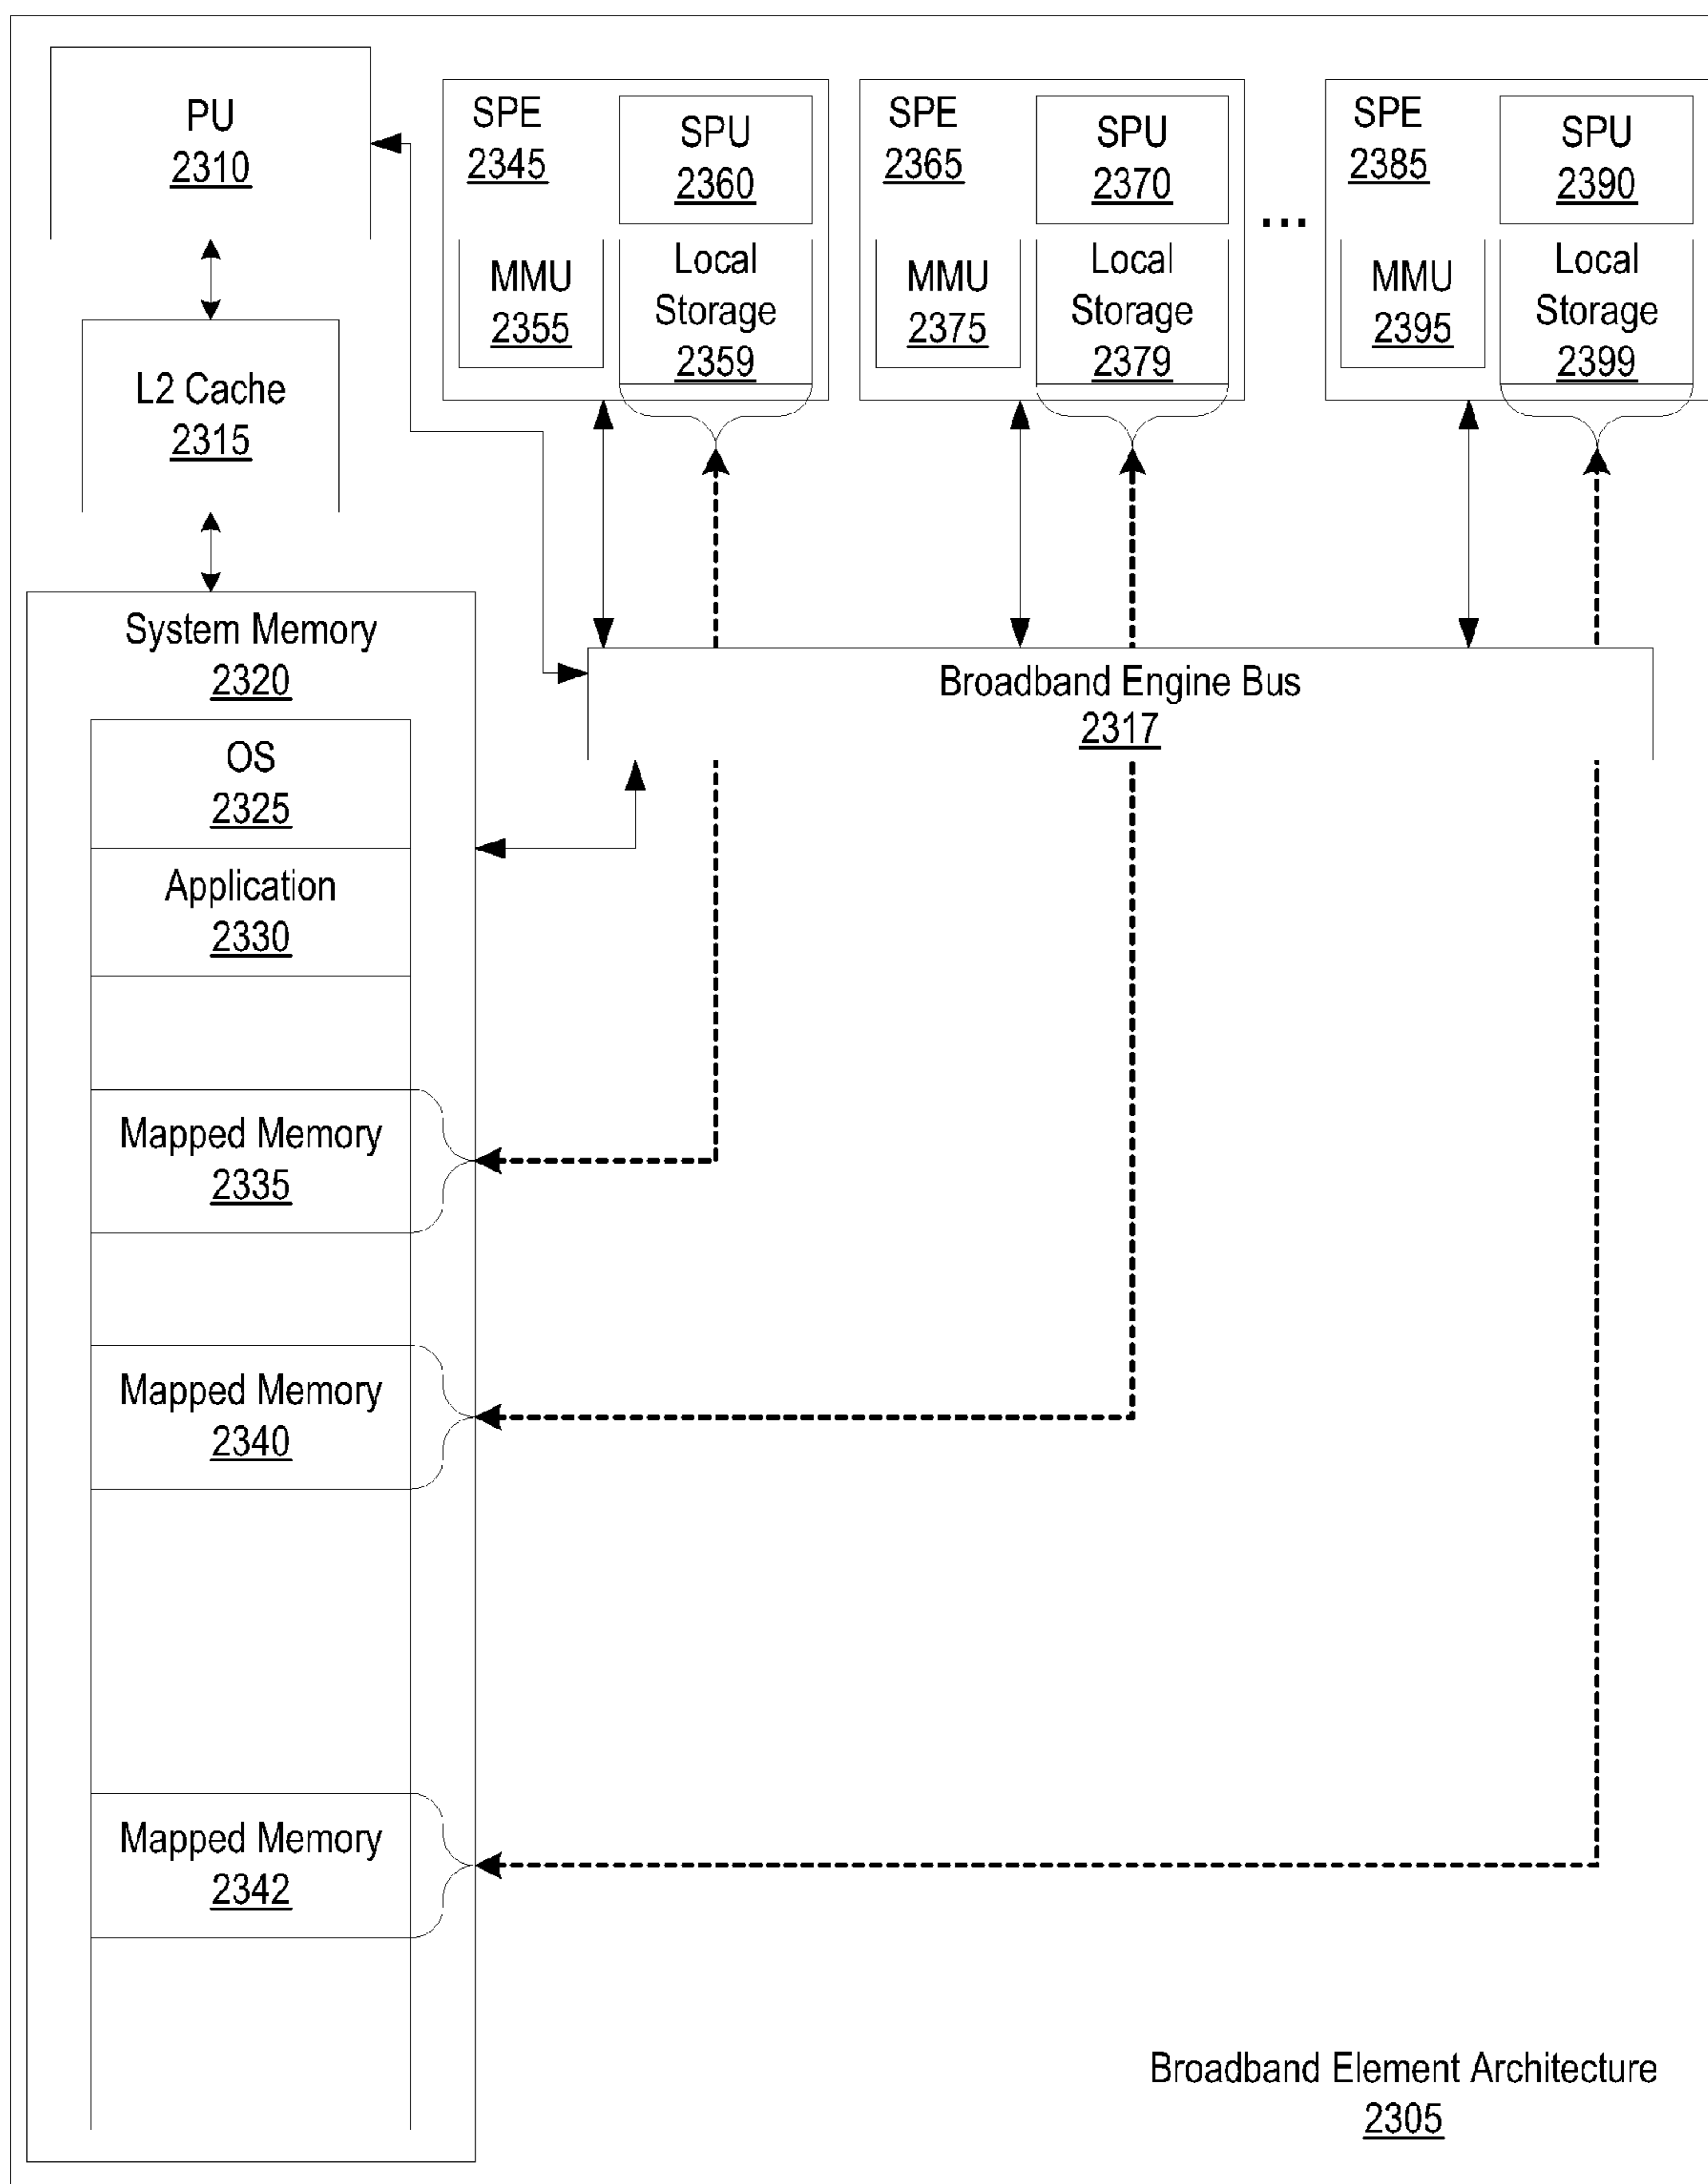 PU
2310
L2 Cache
2315
SPE
2345
SPU
2360
MMU
2355
Local
Storage
2359
SPE
2365
SPU
2370
MMU
2375
Local
Storage
2379
...
SPE
2385
SPU
2390
MMU
2395
Local
Storage
2399
System Memory
2320
Broadband Engine Bus
2317
OS
2325
Application
2330
Mapped Memory
2335
Mapped Memory
2340
Mapped Memory
2342
Broadband Element Architecture
2305